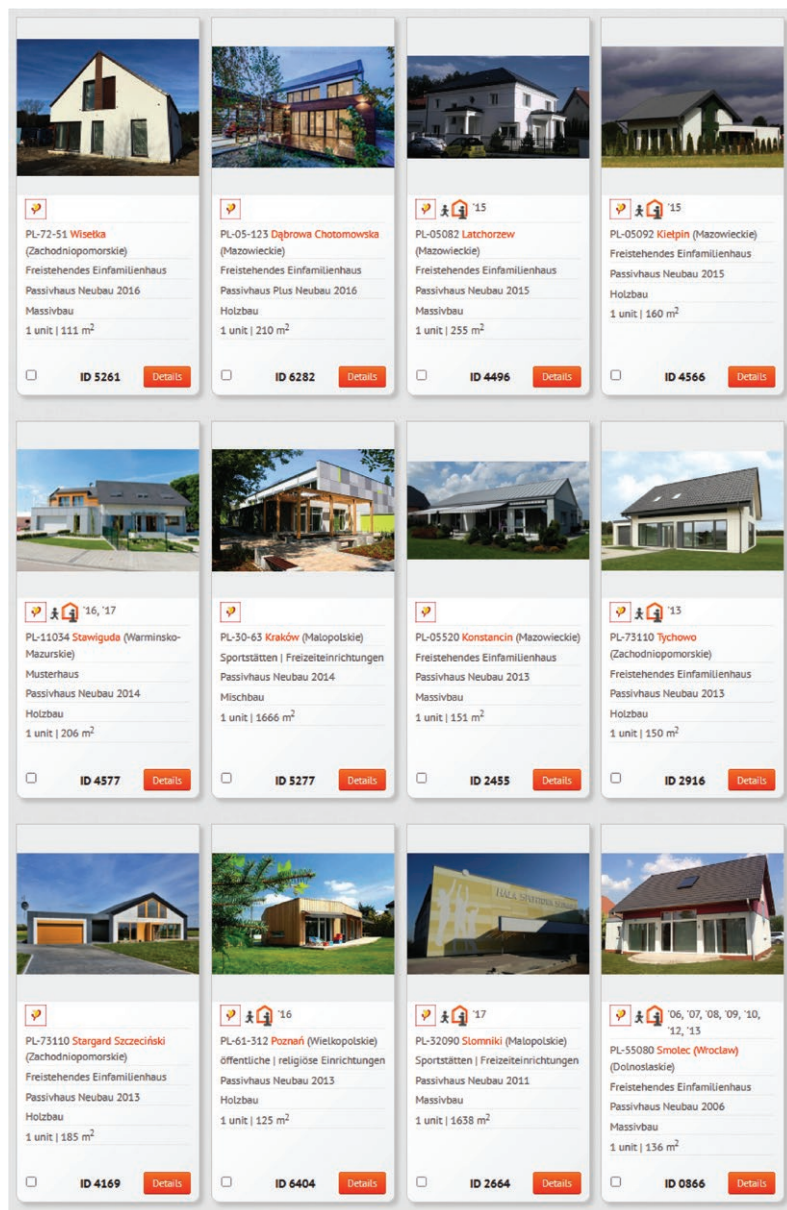 '15
'15
PL-72-51 Wisełka
(Zachodniopomorskie)
Freistehendes Einfamilienhaus
Passivhaus Neubau 2016
Massivbau
1 unit | 111 m²
ID 5261 Details
PL-05-123 Dąbrowa Chotomowska
(Mazowieckie)
Freistehendes Einfamilienhaus
Passivhaus Plus Neubau 2016
Holzbau
1 unit | 210 m²
ID 6282 Details
PL-05082 Latchorzew
(Mazowieckie)
Freistehendes Einfamilienhaus
Passivhaus Neubau 2015
Massivbau
1 unit | 255 m²
ID 4496 Details
PL-05092 Kiełpin (Mazowieckie)
Freistehendes Einfamilienhaus
Passivhaus Neubau 2015
Holzbau
1 unit | 160 m²
ID 4566 Details
'16, '17
PL-11034 Stawiguda (Warminsko-
Mazurskie)
Musterhaus
Passivhaus Neubau 2014
Holzbau
1 unit | 206 m²
ID 4577 Details
PL-30-63 Kraków (Malopolskie)
Sportstätten | Freizeiteinrichtungen
Passivhaus Neubau 2014
Mischbau
1 unit | 1666 m²
ID 5277 Details
PL-05520 Konstancin (Mazowieckie)
Freistehendes Einfamilienhaus
Passivhaus Neubau 2013
Massivbau
1 unit | 151 m²
ID 2455 Details
'13
PL-73110 Tychowo
(Zachodniopomorskie)
Freistehendes Einfamilienhaus
Passivhaus Neubau 2013
Holzbau
1 unit | 150 m²
ID 2916 Details
PL-73110 Stargard Szczeciński
(Zachodniopomorskie)
Freistehendes Einfamilienhaus
Passivhaus Neubau 2013
Holzbau
1 unit | 185 m²
ID 4169 Details
'16
PL-61-312 Poznań (Wielkopolskie)
öffentliche | religiöse Einrichtungen
Passivhaus Neubau 2013
Holzbau
1 unit | 125 m²
ID 6404 Details
HALA SPORTOWA
'17
PL-32090 Slomniki (Malopolskie)
Sportstätten | Freizeiteinrichtungen
Passivhaus Neubau 2011
Massivbau
1 unit | 1638 m²
ID 2664 Details
'06, '07, '08, '09, '10,
'12, '13
PL-55080 Smolec (Wrocław)
(Dolnoslaskie)
Freistehendes Einfamilienhaus
Passivhaus Neubau 2006
Massivbau
1 unit | 136 m²
ID 0866 Details